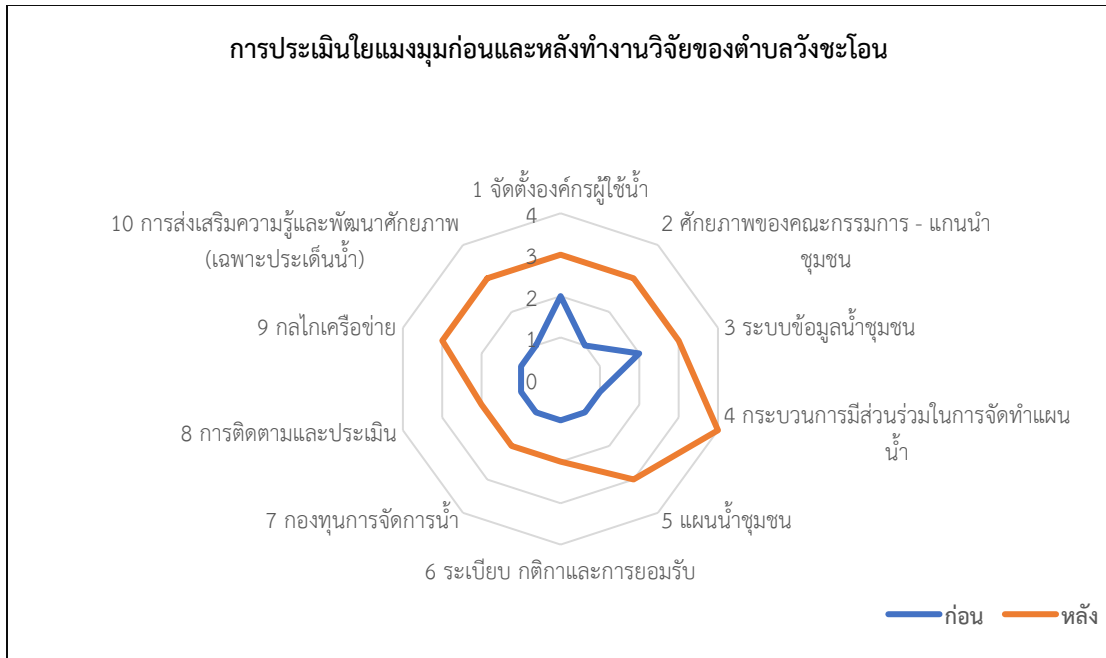 การประเมินใยแมงมุมก่อนและหลังทำงานวิจัยของตำบลวังชะโอน
1 จัดตั้งองค์กรผู้ใช้น้ำ
2 ศักยภาพของคณะกรรมการ - แกนนำ
ชุมชน
3 ระบบข้อมูลน้ำชุมชน
4 กระบวนการมีส่วนร่วมในการจัดทำแผน
น้ำ
5 แผนน้ำชุมชน
6 ระเบียบ กติกาและการยอมรับ
7 กองทุนการจัดการน้ำ
8 การติดตามและประเมิน
9 กลไกเครือข่าย
10 การส่งเสริมความรู้และพัฒนาศักยภาพ
(เฉพาะประเด็นน้ำ)
4
3
2
1
0
ก่อน
หลัง